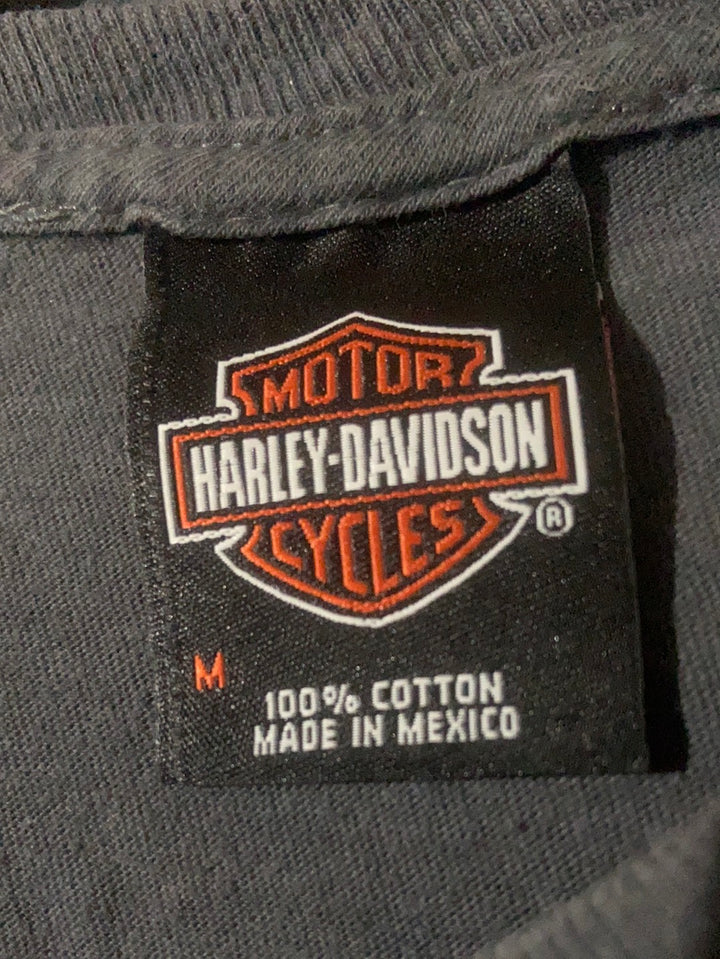 MOTOR
HARLEY-DAVIDSON
CYCLES
®
M
100% COTTON
MADE IN MEXICO